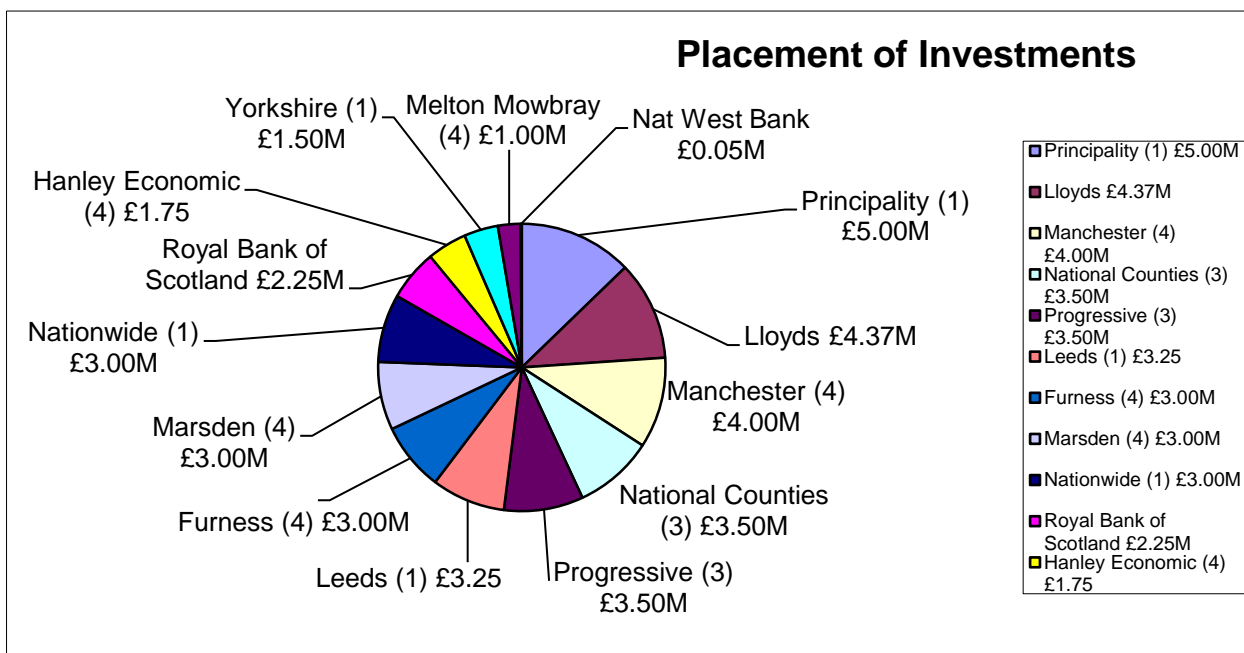 Placement of Investments
Yorkshire (1)
£1.50M
Melton Mowbray
(4) £1.00M
Nat West Bank
£0.05M
Hanley Economic
(4) £1.75
Principality (1)
£5.00M
Royal Bank of
Scotland £2.25M
Nationwide (1)
£3.00M
Lloyds £4.37M
Manchester (4)
£4.00M
Marsden (4)
£3.00M
National Counties
(3) £3.50M
Furness (4) £3.00M
Leeds (1) £3.25
Progressive (3)
£3.50M
Principality (1) £5.00M
Lloyds £4.37M
Manchester (4)
£4.00M
National Counties (3)
£3.50M
Progressive (3)
£3.50M
Leeds (1) £3.25
Furness (4) £3.00M
Marsden (4) £3.00M
Nationwide (1) £3.00M
Royal Bank of
Scotland £2.25M
Hanley Economic (4)
£1.75